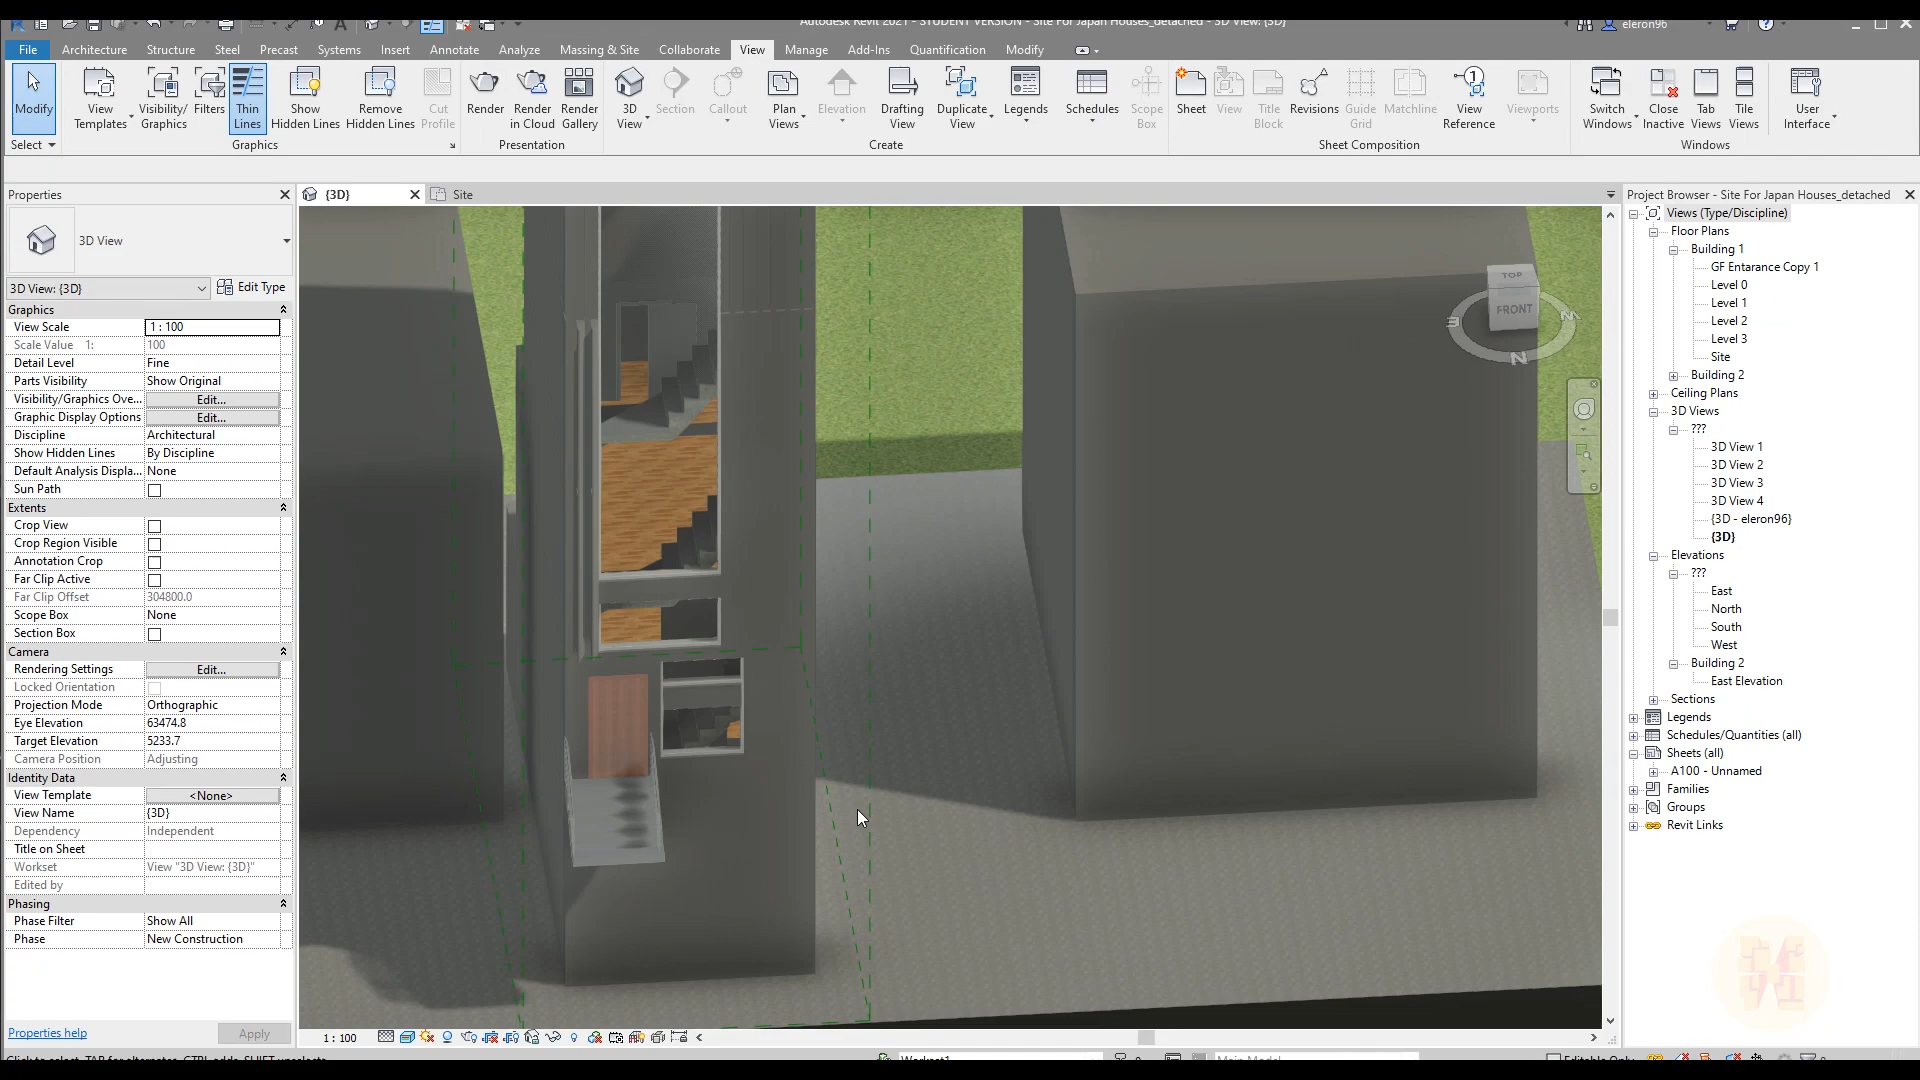 Autodesk Revit 2021 - STUDENT VERSION - Site For Japan Houses_detached - 3D View: {3D}
eleron96
File
Architecture
Structure
Steel
Precast
Systems
Insert
Annotate
Analyze
Massing & Site
Collaborate
View
Manage
Add-Ins
Quantification
Modify
Modify
View Templates
Visibility/ Graphics
Filters
Thin Lines
Show Hidden Lines
Remove Hidden Lines
Cut Profile
Render
Render in Cloud
Render Gallery
3D View
Section
Callout
Plan Views
Elevation
Drafting View
Duplicate View
Legends
Schedules
Scope Box
Sheet
View
Title Block
Revisions
Guide Grid
Matchline
View Reference
Viewports
Switch Windows
Close Inactive
Tab Views
Tile Views
User Interface
Select
Graphics
Presentation
Create
Sheet Composition
Windows
Properties
{3D}
Site
Project Browser - Site For Japan Houses_detached
3D View
3D View: {3D}
Edit Type
Graphics
View Scale 1 : 100
Scale Value 1: 100
Detail Level Fine
Parts Visibility Show Original
Visibility/Graphics Ove... Edit...
Graphic Display Options Edit...
Discipline Architectural
Show Hidden Lines By Discipline
Default Analysis Displa... None
Sun Path
Extents
Crop View
Crop Region Visible
Annotation Crop
Far Clip Active
Far Clip Offset 304800.0
Scope Box None
Section Box
Camera
Rendering Settings Edit...
Locked Orientation
Projection Mode Orthographic
Eye Elevation 63474.8
Target Elevation 5233.7
Camera Position Adjusting
Identity Data
View Template <None>
View Name {3D}
Dependency Independent
Title on Sheet
Workset View "3D View: {3D}"
Edited by
Phasing
Phase Filter Show All
Phase New Construction
Properties help
Apply
TOP
FRONT
N
Views (Type/Discipline)
Floor Plans
Building 1
GF Entarance Copy 1
Level 0
Level 1
Level 2
Level 3
Site
Building 2
Ceiling Plans
3D Views
???
3D View 1
3D View 2
3D View 3
3D View 4
{3D - eleron96}
{3D}
Elevations
???
East
North
South
West
Building 2
East Elevation
Sections
Legends
Schedules/Quantities (all)
Sheets (all)
A100 - Unnamed
Families
Groups
Revit Links
1 : 100
Click to select, TAB for alternates, CTRL adds, SHIFT unselects.
Workset1
Main Model
Editable Only